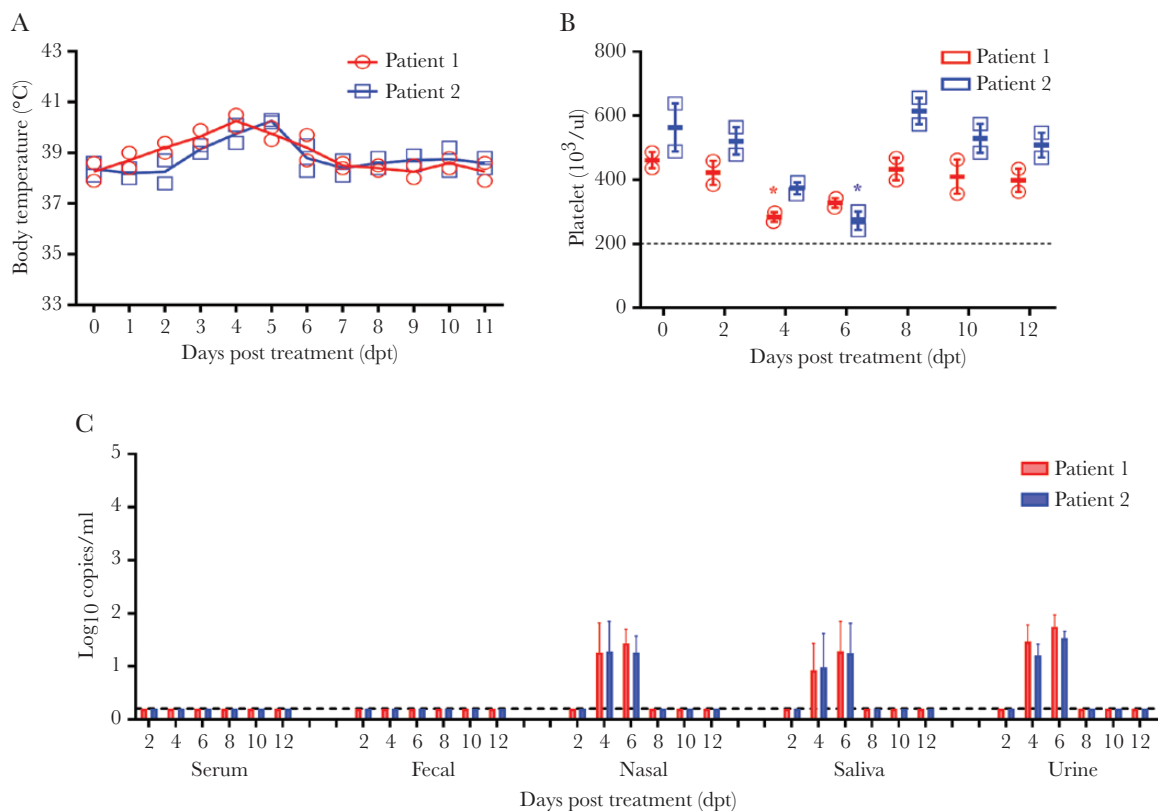 A
43
41
39
37
35
33
Body temperature (°C)
Patient 1
Patient 2
0 1 2 3 4 5 6 7 8 9 10 11
Days post treatment (dpt)
B
800
600
400
200
0
Platelet (10³/ul)
Patient 1
Patient 2
*
*
0 2 4 6 8 10 12
Days post treatment (dpt)
C
5
4
3
2
1
0
Log10 copies/ml
Patient 1
Patient 2
2 4 6 8 10 12 2 4 6 8 10 12 2 4 6 8 10 12 2 4 6 8 10 12 2 4 6 8 10 12
Serum Fecal Nasal Saliva Urine
Days post treatment (dpt)